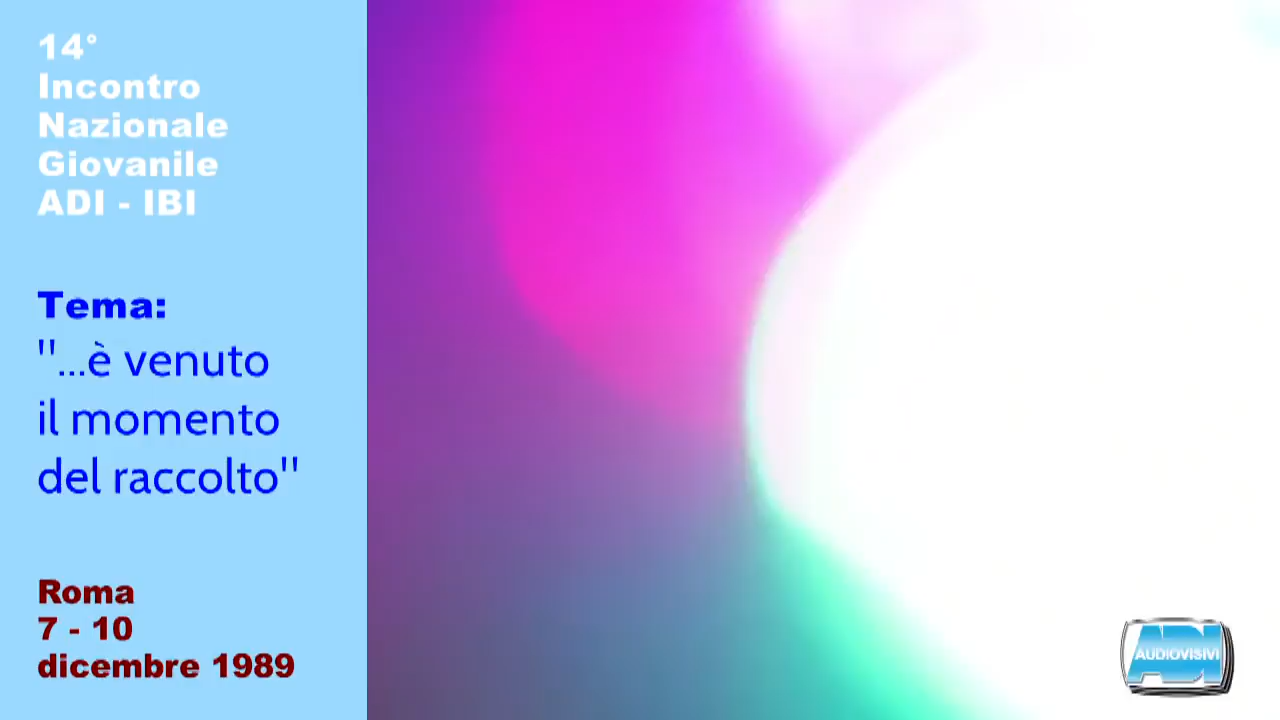 14°
Incontro
Nazionale
Giovanile
ADI - IBI
Tema:
"...è venuto
il momento
del raccolto"
Roma
7 - 10
dicembre 1989
ADI
AUDIOVISIVI